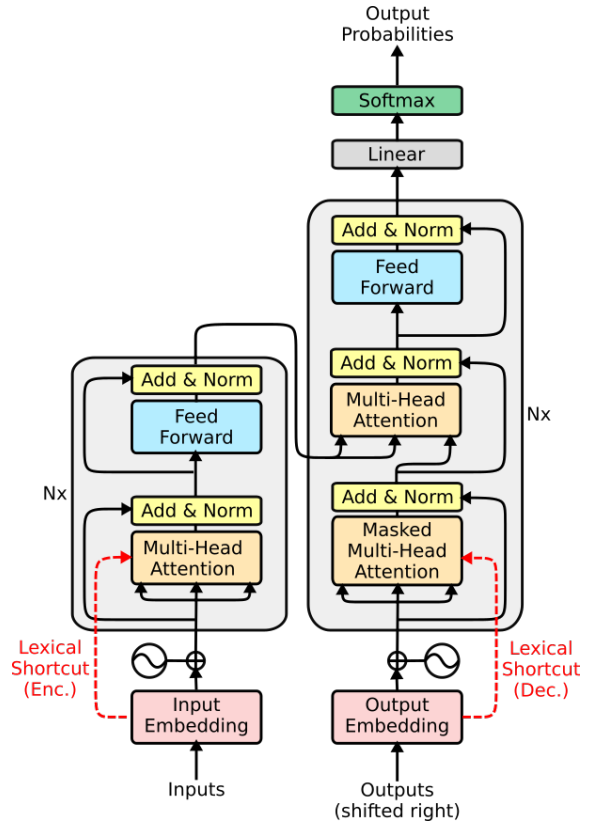 Output
Probabilities
Softmax
Linear
Add & Norm
Feed
Forward
Add & Norm
Multi-Head
Attention
Nx
Add & Norm
Masked
Multi-Head
Attention
Lexical
Shortcut
(Dec.)
Output
Embedding
Outputs
(shifted right)
Add & Norm
Feed
Forward
Nx
Add & Norm
Multi-Head
Attention
Lexical
Shortcut
(Enc.)
Input
Embedding
Inputs